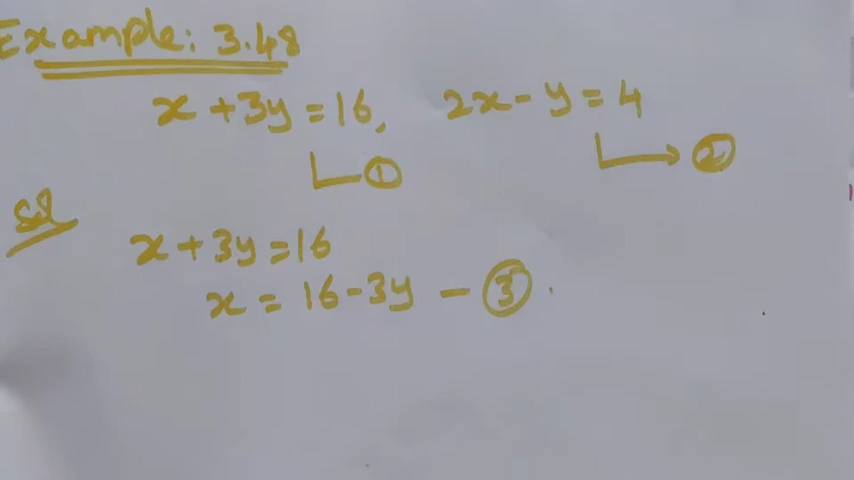 Example: 3.48
x + 3y = 16, 2x - y = 4
① ②
Sol
x + 3y = 16
x = 16 - 3y - ③.